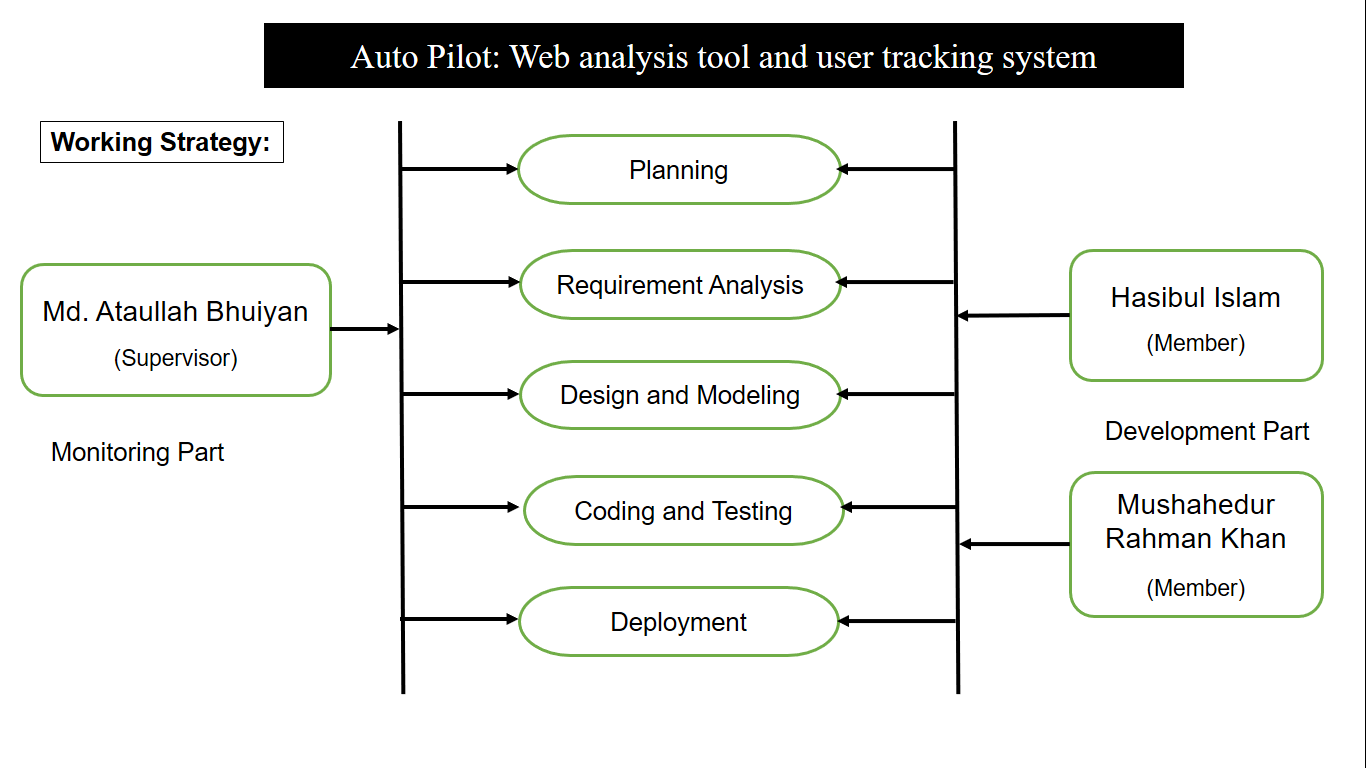 Auto Pilot: Web analysis tool and user tracking system
Working Strategy:
Planning
Requirement Analysis
Design and Modeling
Coding and Testing
Deployment
Md. Ataullah Bhuiyan
(Supervisor)
Monitoring Part
Hasibul Islam
(Member)
Development Part
Mushahedur
Rahman Khan
(Member)